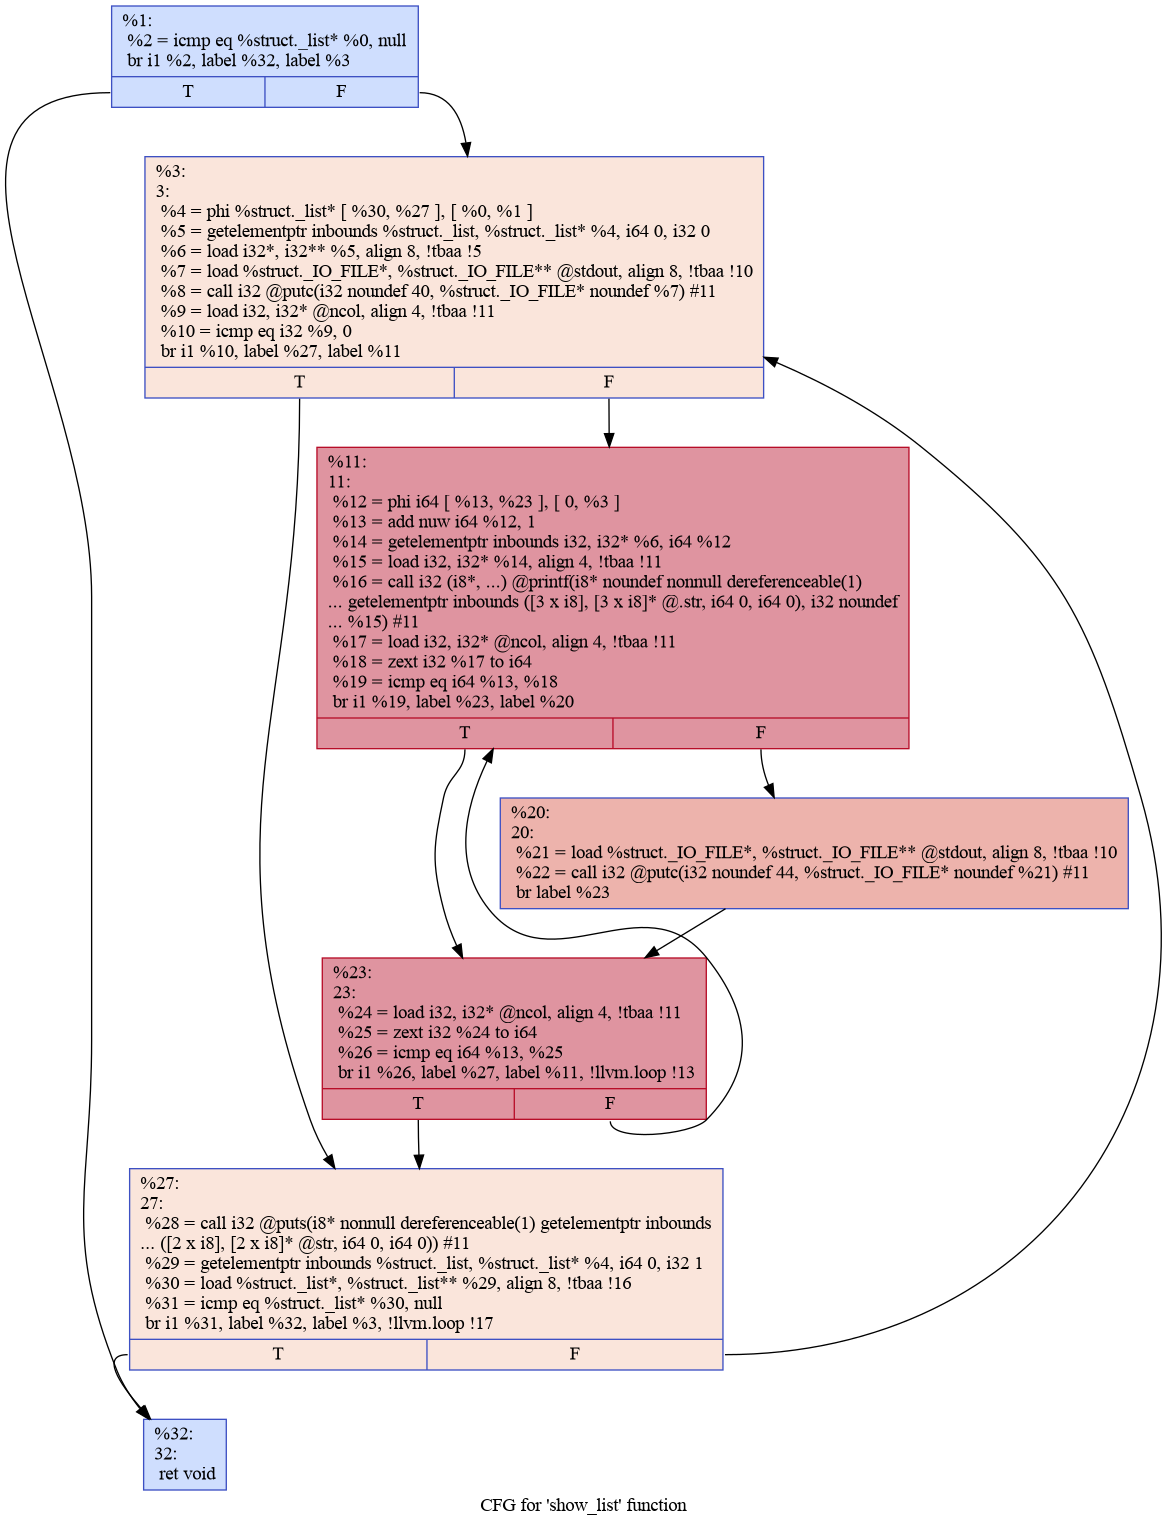 %1:
%2 = icmp eq %struct._list* %0, null
br i1 %2, label %32, label %3
T F
%3:
3:
%4 = phi %struct._list* [ %30, %27 ], [ %0, %1 ]
%5 = getelementptr inbounds %struct._list, %struct._list* %4, i64 0, i32 0
%6 = load i32*, i32** %5, align 8, !tbaa !5
%7 = load %struct._IO_FILE*, %struct._IO_FILE** @stdout, align 8, !tbaa !10
%8 = call i32 @putc(i32 noundef 40, %struct._IO_FILE* noundef %7) #11
%9 = load i32, i32* @ncol, align 4, !tbaa !11
%10 = icmp eq i32 %9, 0
br i1 %10, label %27, label %11
T F
%11:
11:
%12 = phi i64 [ %13, %23 ], [ 0, %3 ]
%13 = add nuw i64 %12, 1
%14 = getelementptr inbounds i32, i32* %6, i64 %12
%15 = load i32, i32* %14, align 4, !tbaa !11
%16 = call i32 (i8*, ...) @printf(i8* noundef nonnull dereferenceable(1)
... getelementptr inbounds ([3 x i8], [3 x i8]* @.str, i64 0, i64 0), i32 noundef
... %15) #11
%17 = load i32, i32* @ncol, align 4, !tbaa !11
%18 = zext i32 %17 to i64
%19 = icmp eq i64 %13, %18
br i1 %19, label %23, label %20
T F
%20:
20:
%21 = load %struct._IO_FILE*, %struct._IO_FILE** @stdout, align 8, !tbaa !10
%22 = call i32 @putc(i32 noundef 44, %struct._IO_FILE* noundef %21) #11
br label %23
%23:
23:
%24 = load i32, i32* @ncol, align 4, !tbaa !11
%25 = zext i32 %24 to i64
%26 = icmp eq i64 %13, %25
br i1 %26, label %27, label %11, !llvm.loop !13
T F
%27:
27:
%28 = call i32 @puts(i8* nonnull dereferenceable(1) getelementptr inbounds
... ([2 x i8], [2 x i8]* @str, i64 0, i64 0)) #11
%29 = getelementptr inbounds %struct._list, %struct._list* %4, i64 0, i32 1
%30 = load %struct._list*, %struct._list** %29, align 8, !tbaa !16
%31 = icmp eq %struct._list* %30, null
br i1 %31, label %32, label %3, !llvm.loop !17
T F
%32:
32:
ret void
CFG for 'show_list' function